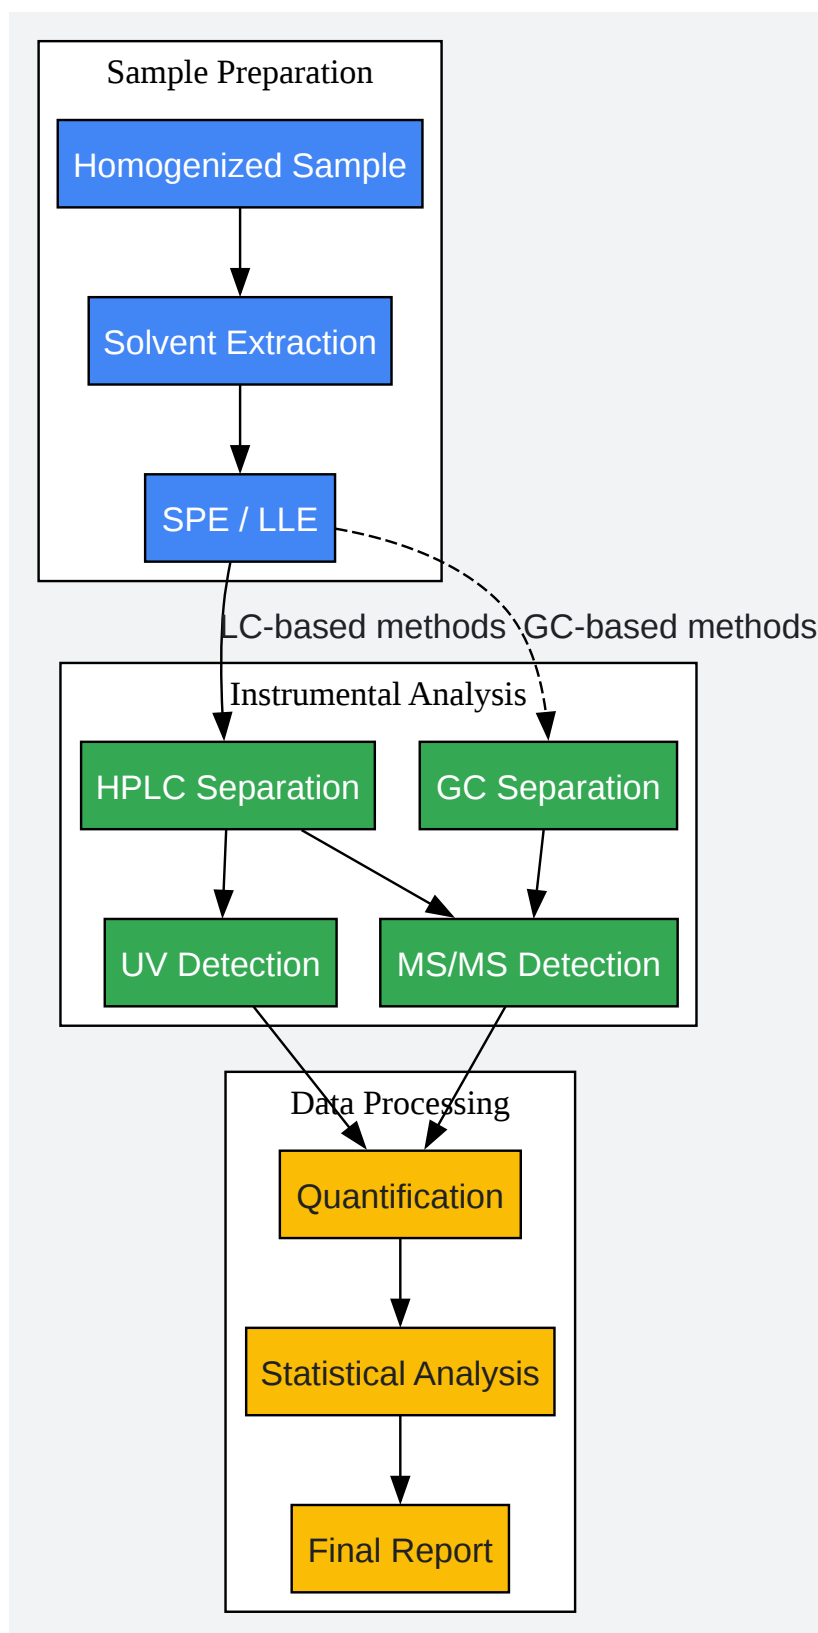 Sample Preparation
Homogenized Sample
Solvent Extraction
SPE / LLE
LC-based methods
GC-based methods
Instrumental Analysis
HPLC Separation
GC Separation
UV Detection
MS/MS Detection
Data Processing
Quantification
Statistical Analysis
Final Report